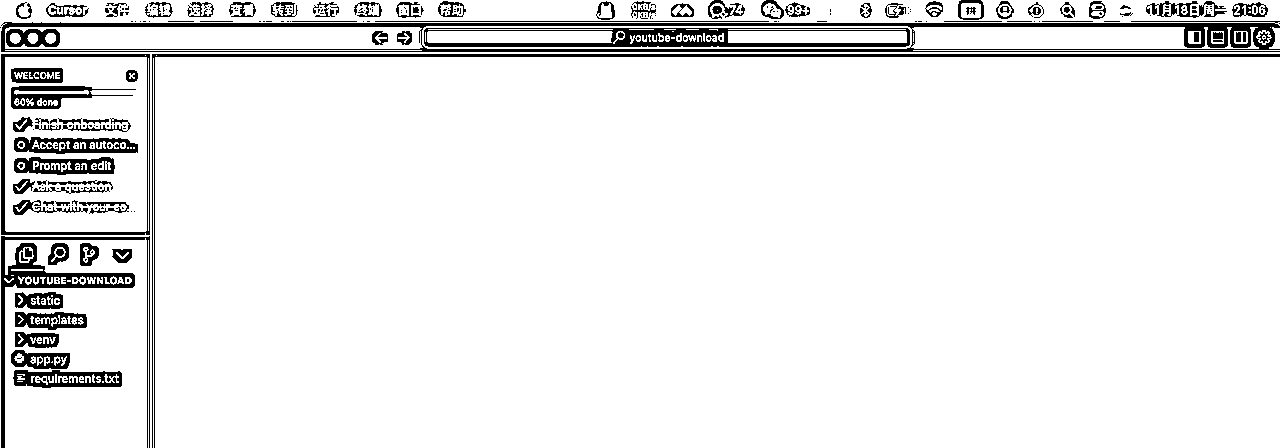 Cursor 文件 编辑 选择 查看 转到 运行 终端 窗口 帮助 74 99+ 拼 11月18日周一 21:06
youtube-download
WELCOME
60% done
Finish onboarding
Accept an autoco...
Prompt an edit
Ask a question
Chat with your co...
YOUTUBE-DOWNLOAD
static
templates
venv
app.py
requirements.txt